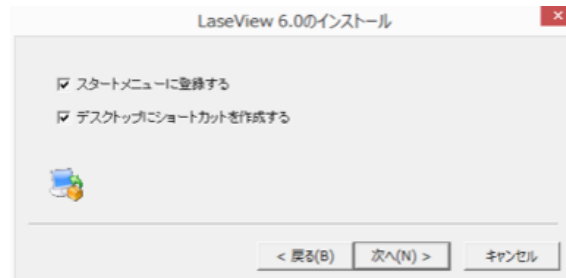 LaseView 6.0のインストール
スタートメニューに登録する
デスクトップにショートカットを作成する
< 戻る(B) 次へ(N) > キャンセル